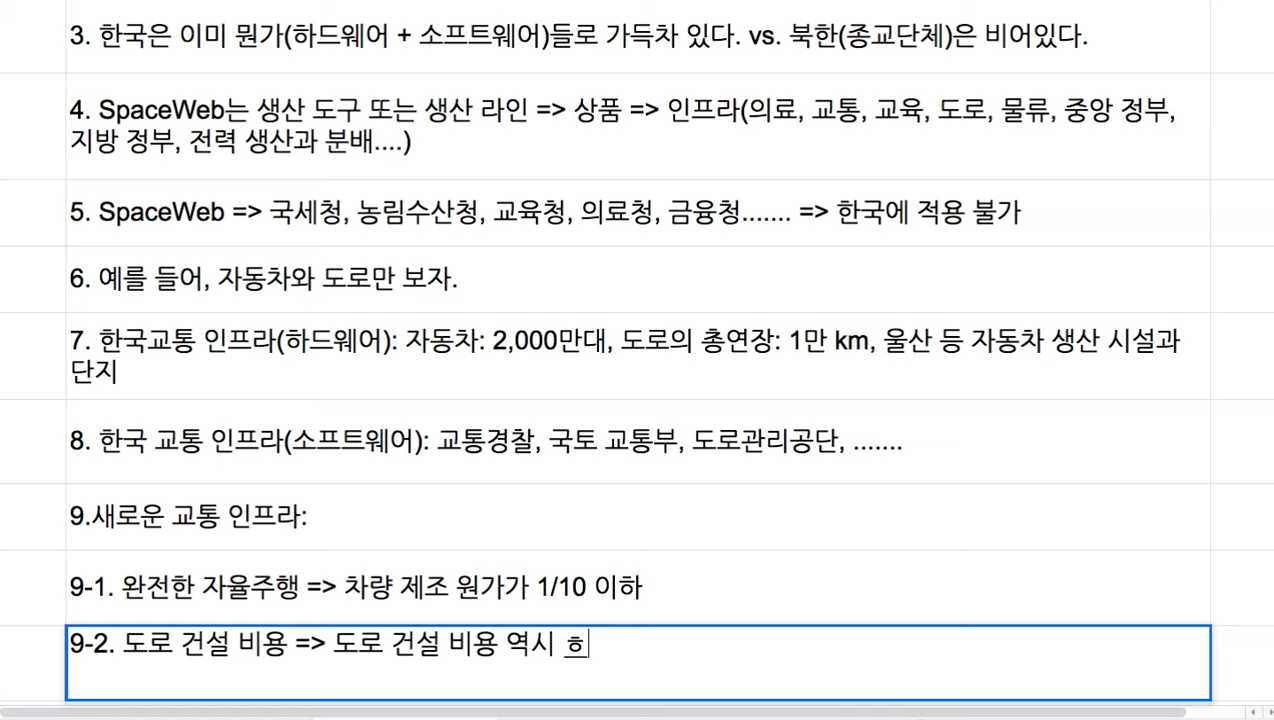 3. 한국은 이미 뭔가(하드웨어 + 소프트웨어)들로 가득차 있다. vs. 북한(종교단체)은 비어있다.
4. SpaceWeb는 생산 도구 또는 생산 라인 => 상품 => 인프라(의료, 교통, 교육, 도로, 물류, 중앙 정부,
지방 정부, 전력 생산과 분배....)
5. SpaceWeb => 국세청, 농림수산청, 교육청, 의료청, 금융청....... => 한국에 적용 불가
6. 예를 들어, 자동차와 도로만 보자.
7. 한국교통 인프라(하드웨어): 자동차: 2,000만대, 도로의 총연장: 1만 km, 울산 등 자동차 생산 시설과
단지
8. 한국 교통 인프라(소프트웨어): 교통경찰, 국토 교통부, 도로관리공단, .......
9.새로운 교통 인프라:
9-1. 완전한 자율주행 => 차량 제조 원가가 1/10 이하
9-2. 도로 건설 비용 => 도로 건설 비용 역시 ㅎ